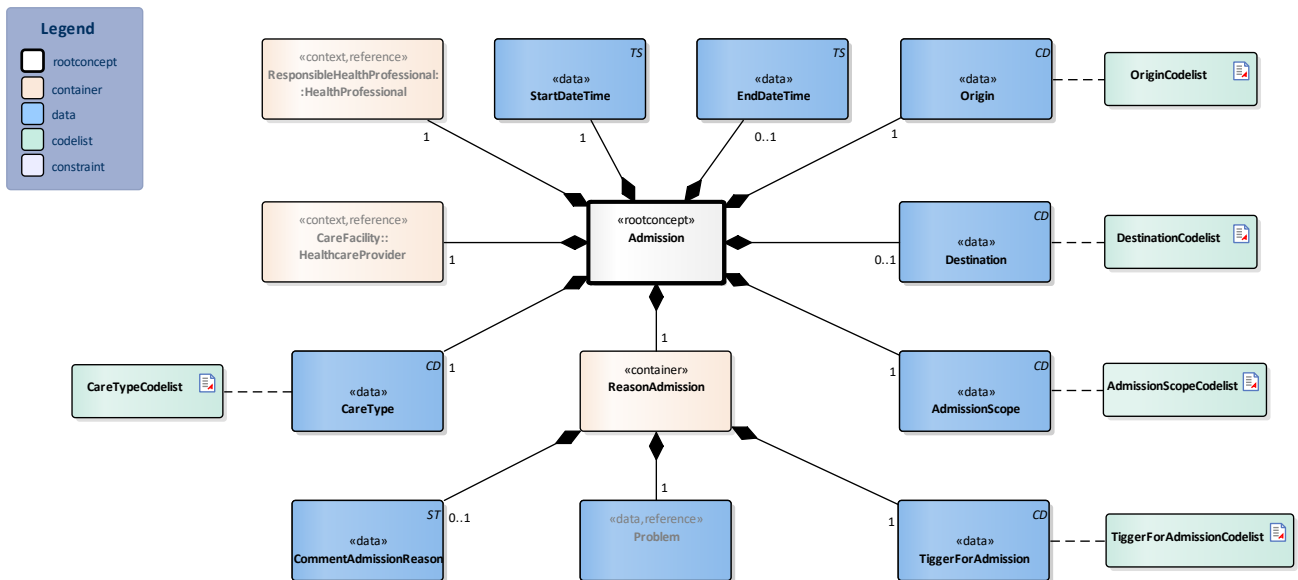 Legend
rootconcept
container
data
codelist
constraint
«context,reference»
ResponsibleHealthProfessional:
:HealthProfessional
1
TS
«data»
StartDateTime
1
TS
«data»
EndDateTime
0..1
CD
«data»
Origin
1
OriginCodelist
«context,reference»
CareFacility::
HealthcareProvider
1
«rootconcept»
Admission
CD
«data»
Destination
0..1
DestinationCodelist
CareTypeCodelist
CD
«data»
CareType
1
1
«container»
ReasonAdmission
CD
«data»
AdmissionScope
1
AdmissionScopeCodelist
ST
«data»
CommentAdmissionReason
0..1
1
«data,reference»
Problem
CD
«data»
TiggerForAdmission
1
TiggerForAdmissionCodelist